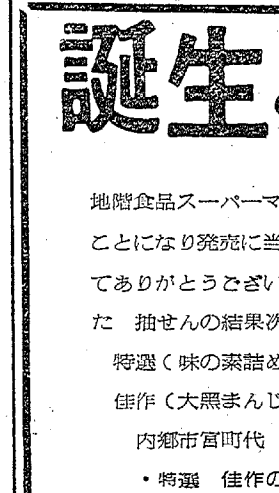 誕生
地階食品スーパーマ
ことになり発売に当
てありがとうござい
た　抽せんの結果次
特選く味の素詰め
佳作く大黒まんじ
内郷市宮町代
・特選　佳作の